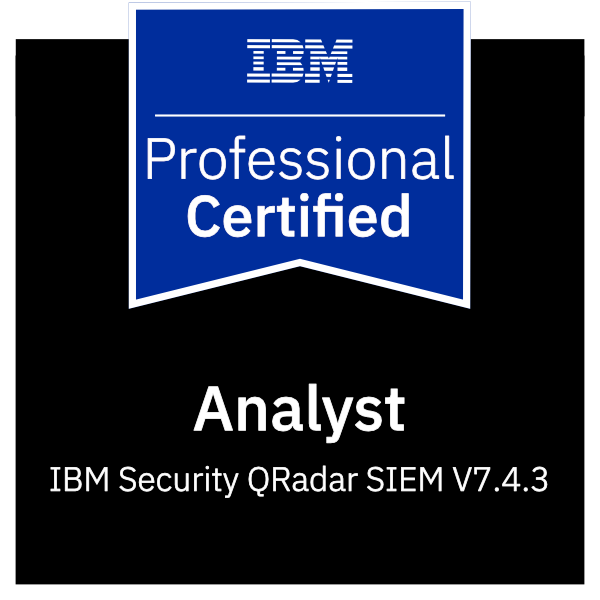 IBM
Professional
Certified
Analyst
IBM Security QRadar SIEM V7.4.3